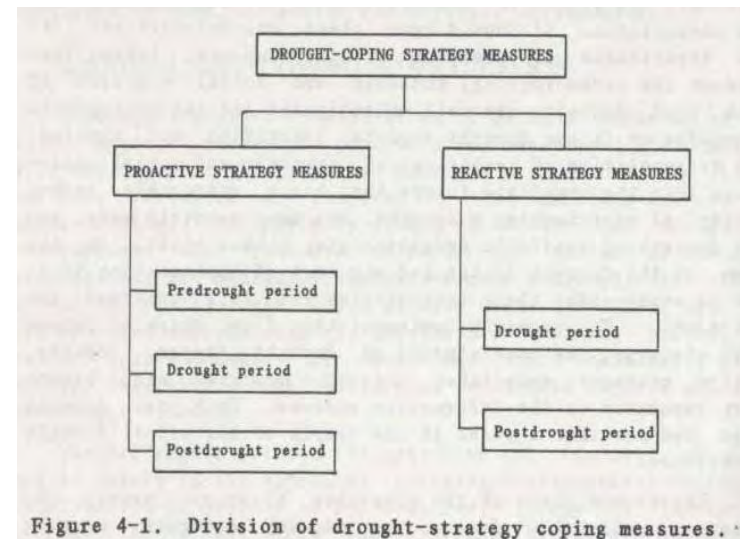 DROUGHT-COPING STRATEGY MEASURES
PROACTIVE STRATEGY MEASURES
REACTIVE STRATEGY MEASURES
Predrought period
Drought period
Postdrought period
Drought period
Postdrought period
Figure 4-1. Division of drought-strategy coping measures.